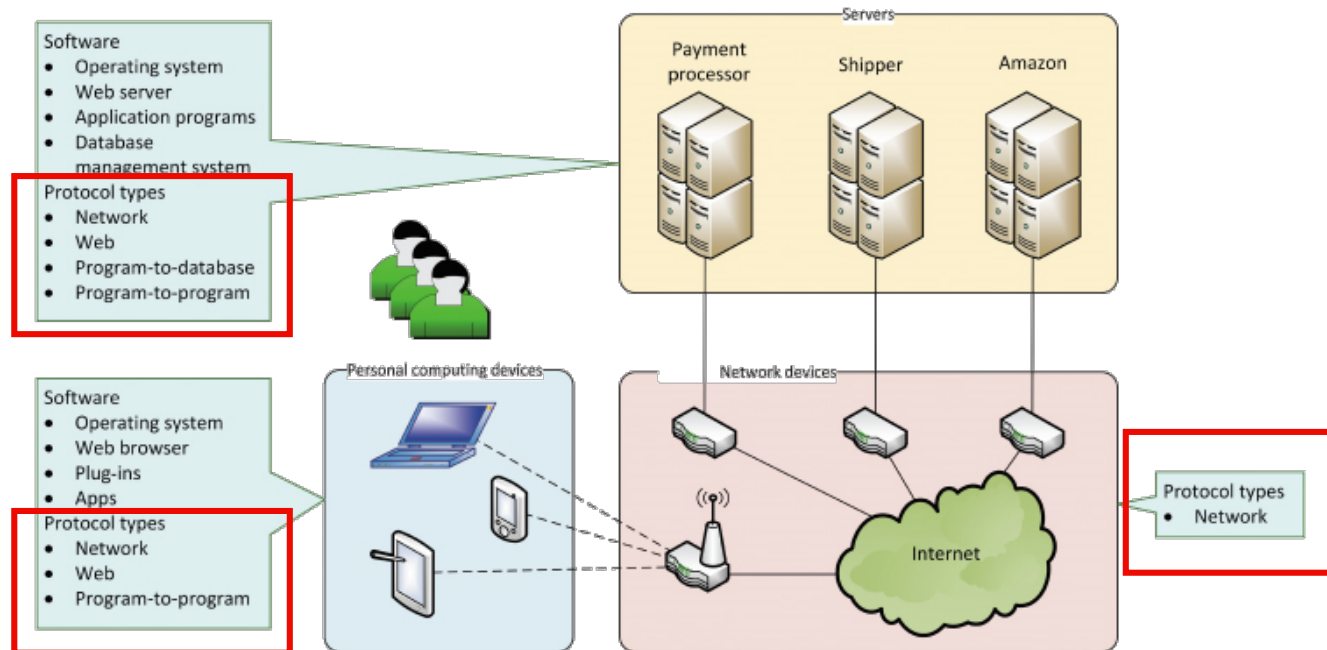 Software
• Operating system
• Web server
• Application programs
• Database
management system
Protocol types
• Network
• Web
• Program-to-database
• Program-to-program
Servers
Payment
processor
Shipper
Amazon
Software
• Operating system
• Web browser
• Plug-ins
• Apps
Protocol types
• Network
• Web
• Program-to-program
Personal computing devices
Network devices
Internet
Protocol types
• Network